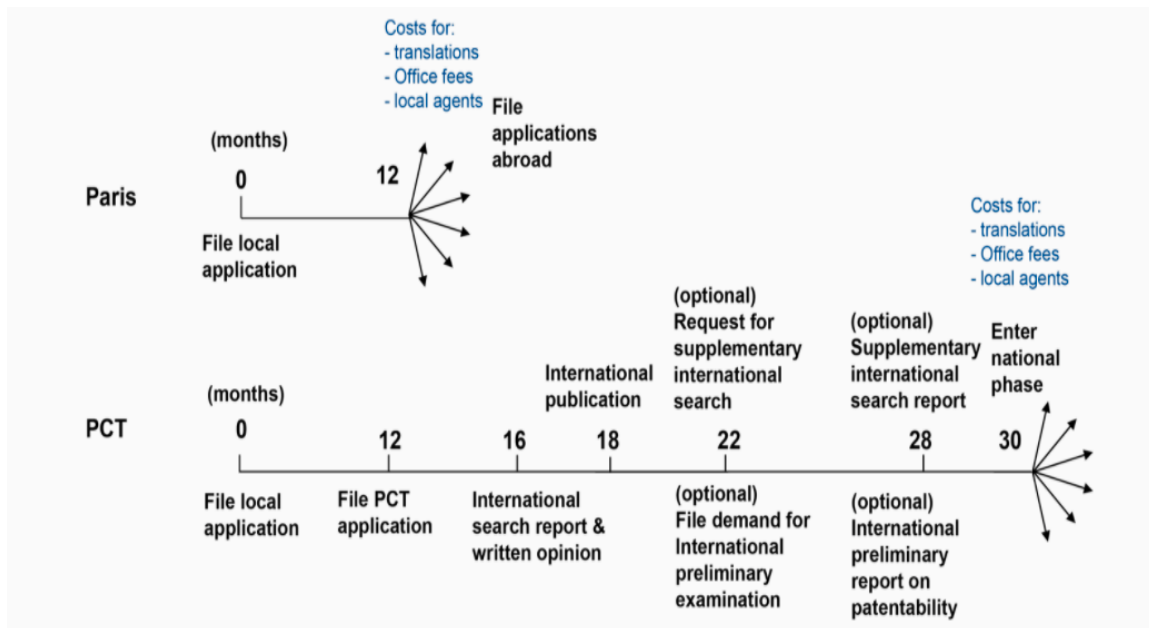 Costs for:
- translations
- Office fees
- local agents
File
applications
abroad
(months)
0
12
Paris
File local
application
Costs for:
- translations
- Office fees
- local agents
(optional)
Request for
supplementary
international
search
(optional)
Supplementary
international
search report
Enter
national
phase
International
publication
(months)
PCT
0
12
16
18
22
28
30
File local
application
File PCT
application
International
search report &
written opinion
(optional)
File demand for
International
preliminary
examination
(optional)
International
preliminary
report on
patentability